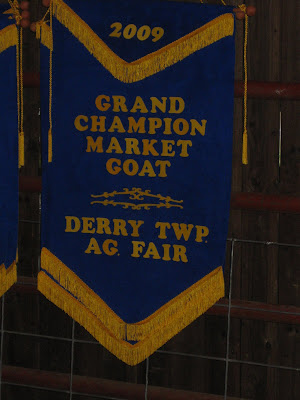 2009
GRAND
CHAMPION
MARKET
GOAT
DERRY TWP.
AG. FAIR